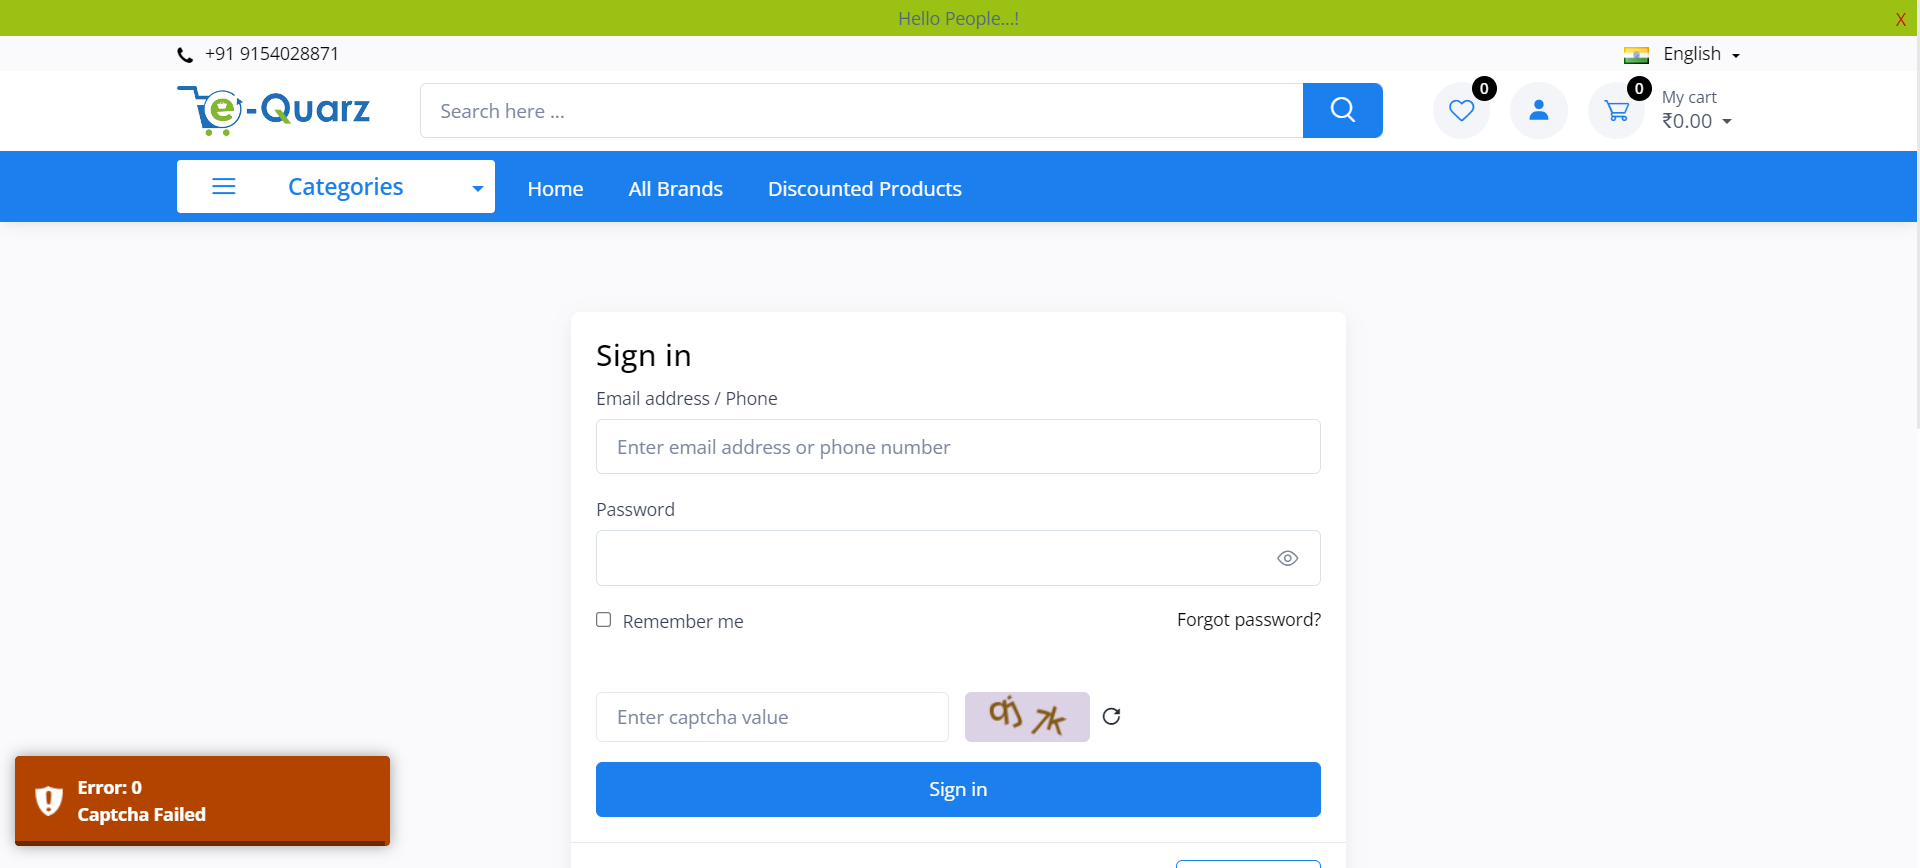 Hello People...!
X
+91 9154028871
English
e-Quarz
Search here ...
0
0
My cart
₹0.00
Categories
Home
All Brands
Discounted Products
Sign in
Email address / Phone
Enter email address or phone number
Password
Remember me
Forgot password?
Enter captcha value
Sign in
Error: 0
Captcha Failed